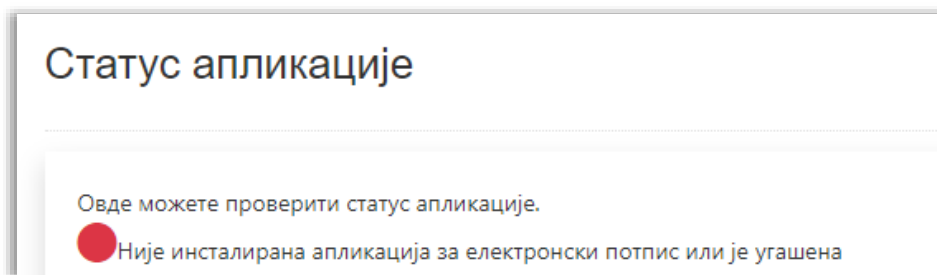 Статус апликације
Овде можете проверити статус апликације.
Није инсталирана апликација за електронски потпис или је угашена